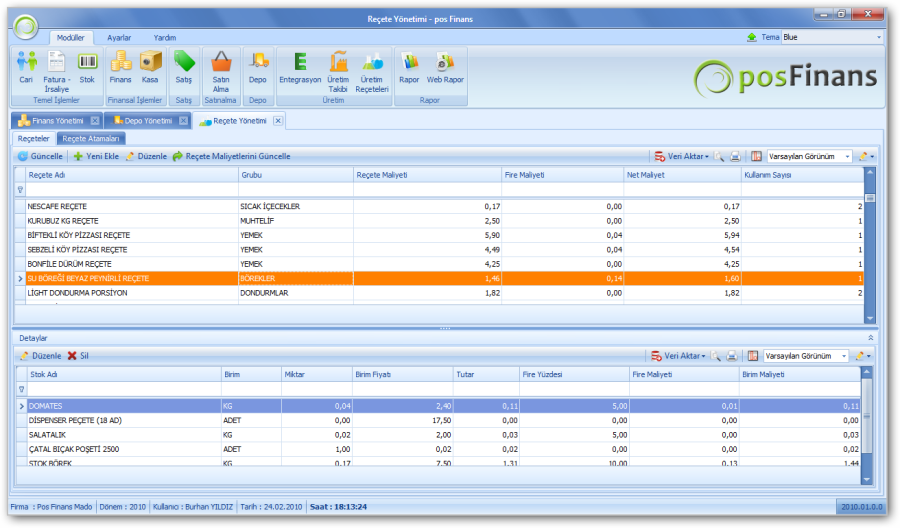 Reçete Yönetimi - pos Finans
Modüller Ayarlar Yardım Tema Blue
Cari Fatura - İrsaliye Stok Finans Kasa Satış Satın Alma Depo Entegrasyon Üretim Takibi Üretim Reçeteleri Rapor Web Rapor
Temel İşlemler Finansal İşlemler Satış Satınalma Depo Üretim Rapor
posFinans
Finans Yönetimi Depo Yönetimi Reçete Yönetimi
Reçeteler Reçete Atamaları
Güncelle Yeni Ekle Düzenle Reçete Maliyetlerini Güncelle Veri Aktar Varsayılan Görünüm
Reçete Adı Grubu Reçete Maliyeti Fire Maliyeti Net Maliyet Kullanım Sayısı
NESCAFE REÇETE SICAK İÇECEKLER 0,17 0,00 0,17 2
KURUBUZ KG REÇETE MUHTELİF 2,50 0,00 2,50 1
BİFTEKLİ KÖY PİZZASI REÇETE YEMEK 5,90 0,04 5,94 1
SEBZELİ KÖY PİZZASI REÇETE YEMEK 4,49 0,04 4,54 1
BONFİLE DÜRÜM REÇETE YEMEK 4,25 0,00 4,25 1
SU BÖREĞİ BEYAZ PEYNİRLİ REÇETE BÖREKLER 1,46 0,14 1,60 1
LIGHT DONDURMA PORSİYON DONDURMLAR 1,82 0,00 1,82 2
Detaylar
Düzenle Sil Veri Aktar Varsayılan Görünüm
Stok Adı Birim Miktar Birim Fiyatı Tutar Fire Yüzdesi Fire Maliyeti Birim Maliyeti
DOMATES KG 0,04 2,40 0,11 5,00 0,01 0,11
DİSPENSER PEÇETE (18 AD) ADET 0,00 17,50 0,00 0,00 0,00 0,00
SALATALIK KG 0,02 2,00 0,03 5,00 0,00 0,03
ÇATAL BIÇAK POŞETİ 2500 ADET 1,00 0,02 0,02 0,00 0,00 0,02
STOK BÖREK KG 0,17 7,50 1,31 10,00 0,13 1,44
Firma : Pos Finans Mado Dönem : 2010 Kullanıcı : Burhan YILDIZ Tarih : 24.02.2010 Saat : 18:13:24 2010.01.0.0